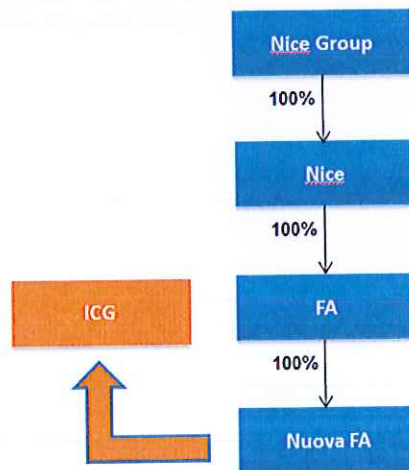 Nice Group
100%
Nice
100%
ICG
FA
100%
Nuova FA